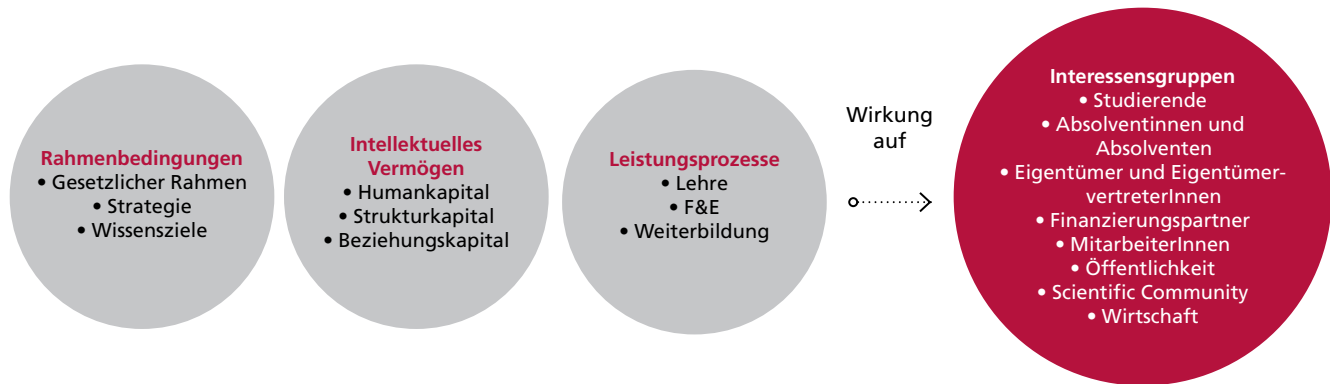 Rahmenbedingungen
• Gesetzlicher Rahmen
• Strategie
• Wissensziele
Intellektuelles
Vermögen
• Humankapital
• Strukturkapital
• Beziehungskapital
Leistungsprozesse
• Lehre
• F&E
• Weiterbildung
Wirkung
auf
Interessensgruppen
• Studierende
• Absolventinnen und
Absolventen
• Eigentümer und Eigentümer-
vertreterInnen
• Finanzierungspartner
• MitarbeiterInnen
• Öffentlichkeit
• Scientific Community
• Wirtschaft